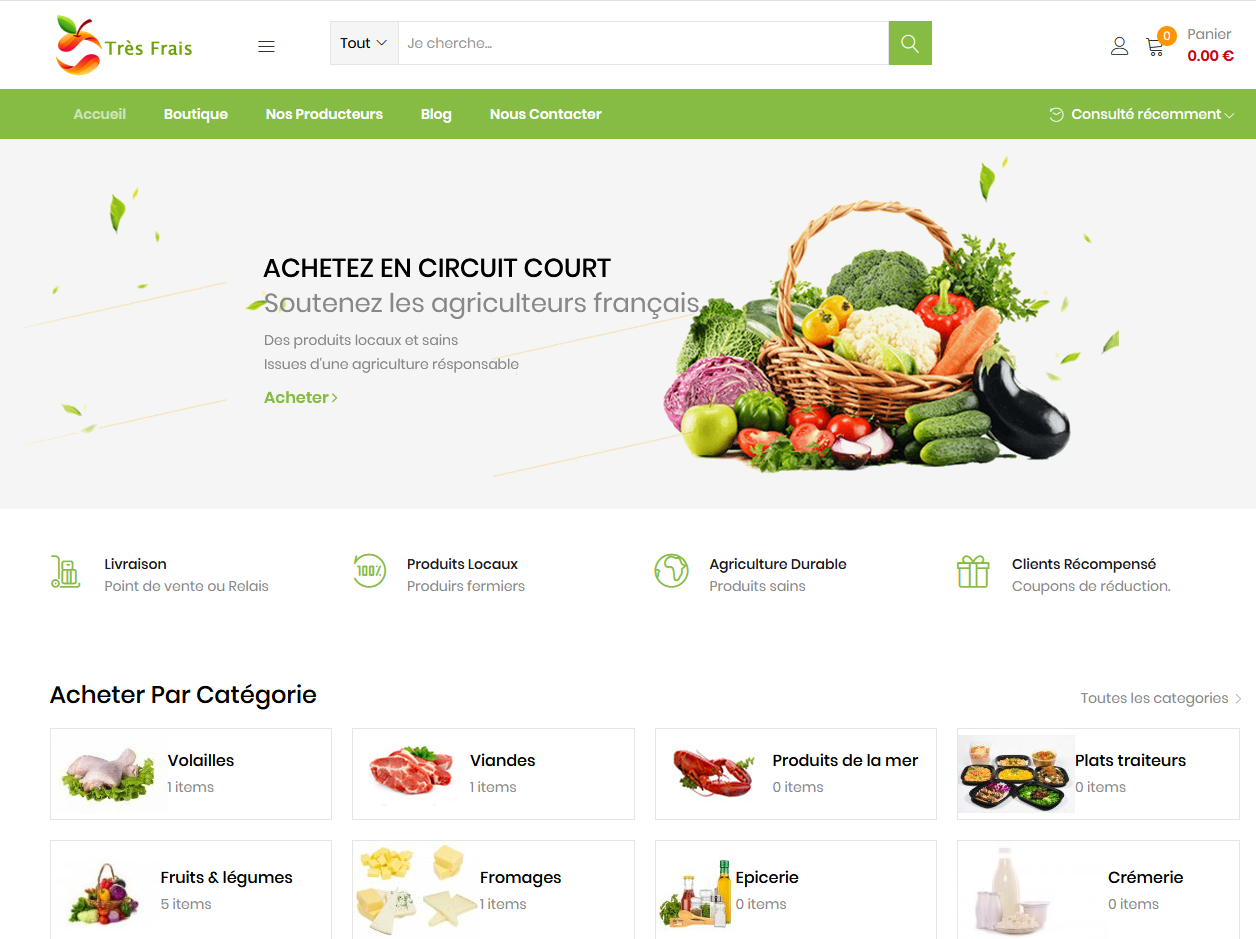 Très Frais
Tout
Je cherche...
0
Panier
0.00 €
Accueil
Boutique
Nos Producteurs
Blog
Nous Contacter
Consulté récemment
ACHETEZ EN CIRCUIT COURT
Soutenez les agriculteurs français
Des produits locaux et sains
Issues d'une agriculture résponsable
Acheter
Livraison
Point de vente ou Relais
100%
Produits Locaux
Produirs fermiers
Agriculture Durable
Produits sains
Clients Récompensé
Coupons de réduction.
Acheter Par Catégorie
Toutes les categories
Volailles
1 items
Viandes
1 items
Produits de la mer
0 items
Plats traiteurs
0 items
Fruits & légumes
5 items
Fromages
1 items
Epicerie
0 items
Crémerie
0 items